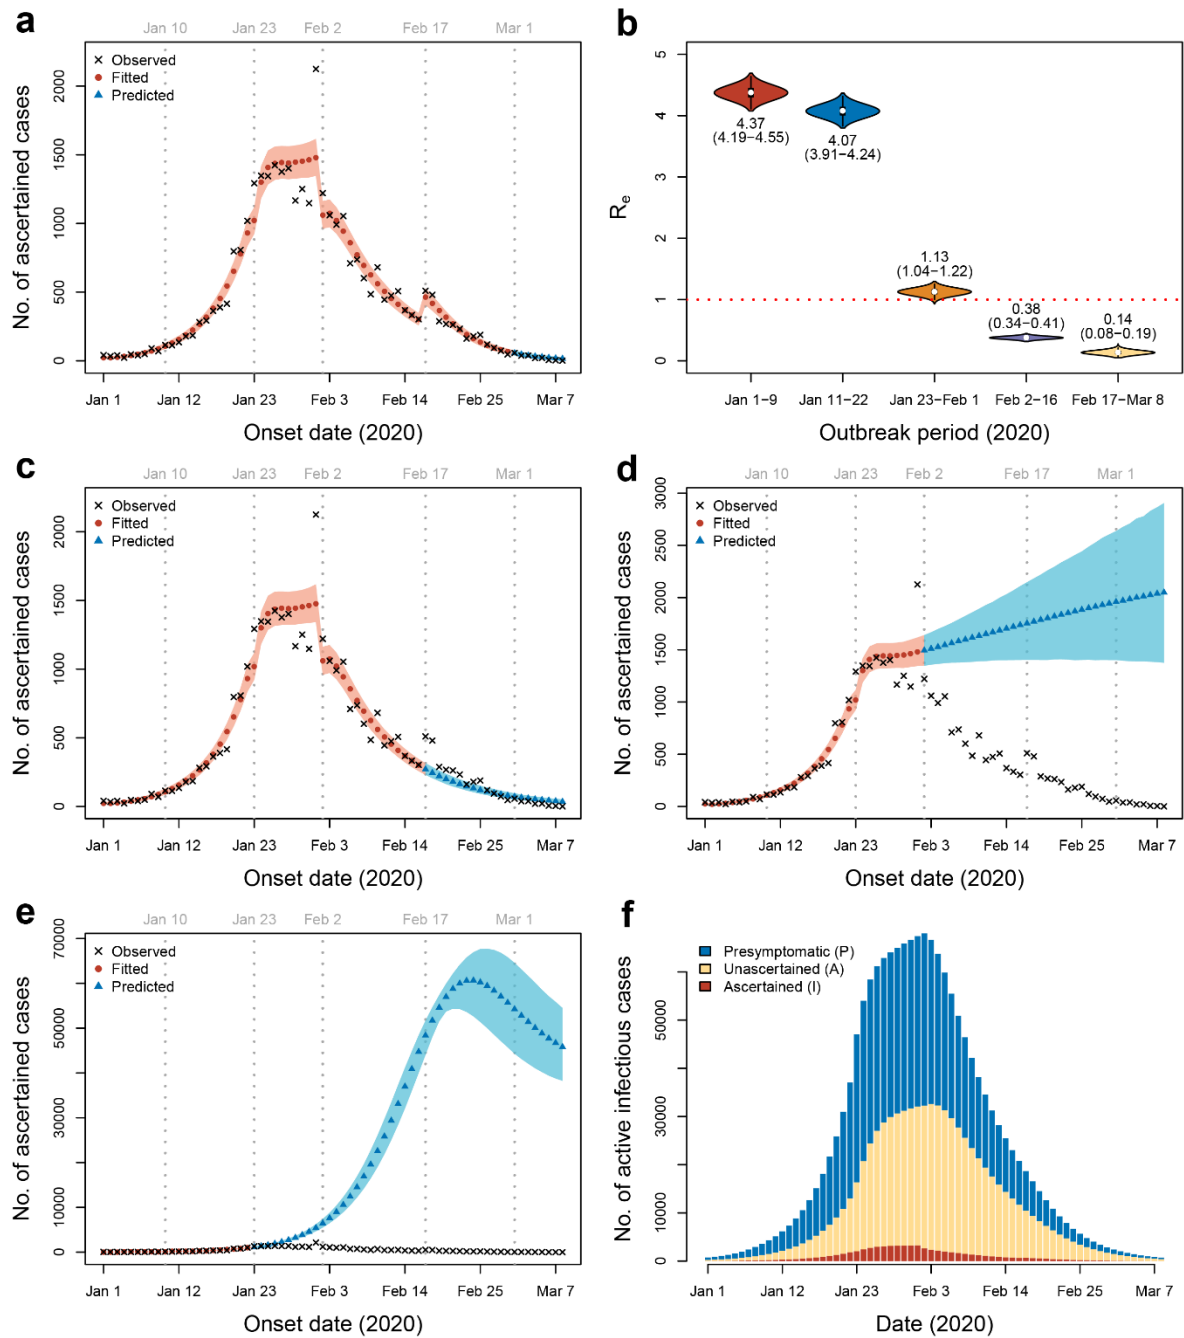 a
Jan 10 Jan 23 Feb 2 Feb 17 Mar 1
× Observed
Fitted
Predicted
No. of ascertained cases
2000
1500
1000
500
0
Jan 1 Jan 12 Jan 23 Feb 3 Feb 14 Feb 25 Mar 7
Onset date (2020)
b
Re
5
4
3
2
1
0
4.37
(4.19−4.55)
4.07
(3.91−4.24)
1.13
(1.04−1.22)
0.38
(0.34−0.41)
0.14
(0.08−0.19)
Jan 1−9 Jan 11−22 Jan 23−Feb 1 Feb 2−16 Feb 17−Mar 8
Outbreak period (2020)
c
Jan 10 Jan 23 Feb 2 Feb 17 Mar 1
× Observed
Fitted
Predicted
No. of ascertained cases
2000
1500
1000
500
0
Jan 1 Jan 12 Jan 23 Feb 3 Feb 14 Feb 25 Mar 7
Onset date (2020)
d
Jan 10 Jan 23 Feb 2 Feb 17 Mar 1
× Observed
Fitted
Predicted
No. of ascertained cases
3000
2500
2000
1500
1000
500
0
Jan 1 Jan 12 Jan 23 Feb 3 Feb 14 Feb 25 Mar 7
Onset date (2020)
e
Jan 10 Jan 23 Feb 2 Feb 17 Mar 1
× Observed
Fitted
Predicted
No. of ascertained cases
70000
50000
30000
10000
0
Jan 1 Jan 12 Jan 23 Feb 3 Feb 14 Feb 25 Mar 7
Onset date (2020)
f
Presymptomatic (P)
Unascertained (A)
Ascertained (I)
No. of active infectious cases
50000
30000
10000
0
Jan 1 Jan 12 Jan 23 Feb 3 Feb 14 Feb 25 Mar 7
Date (2020)